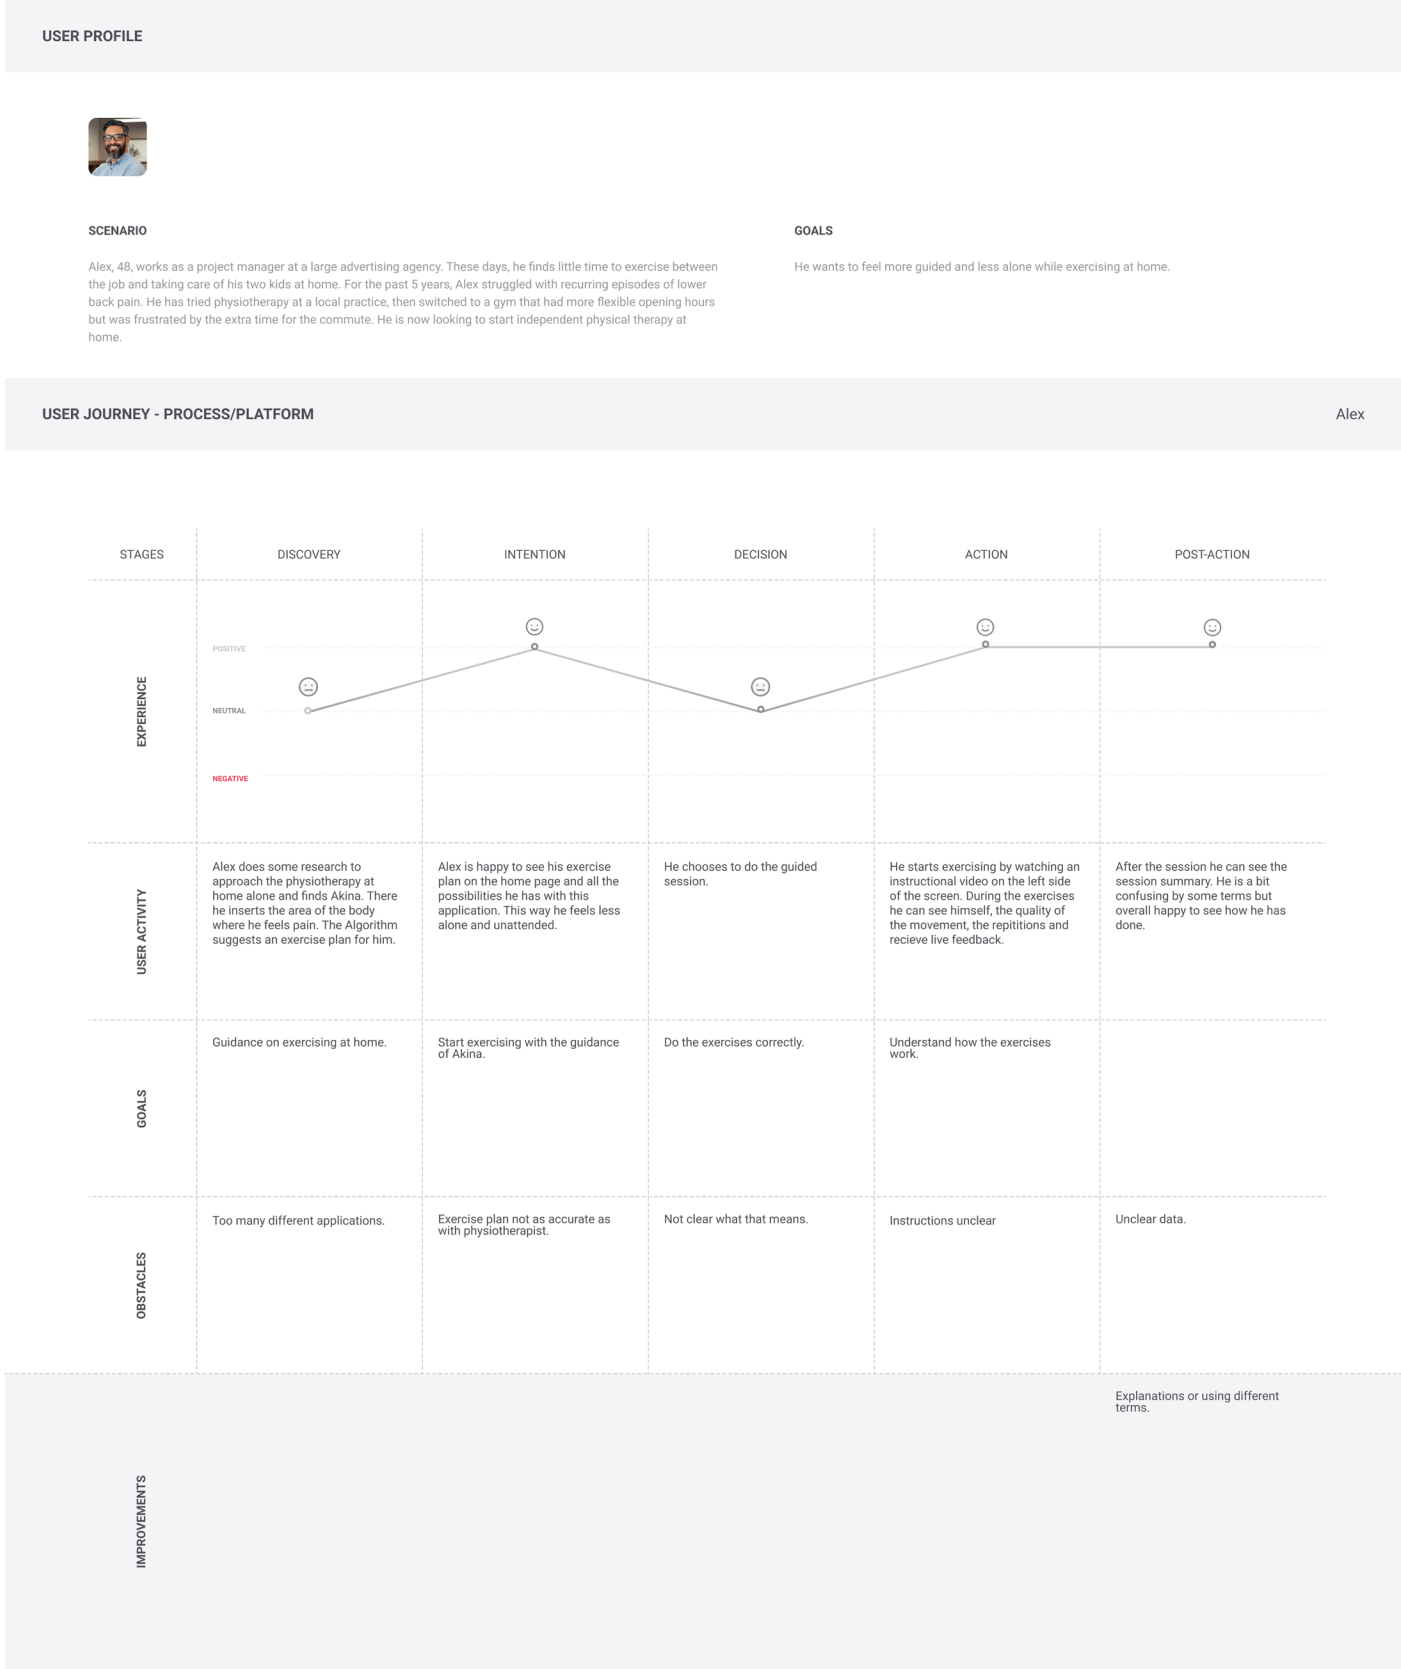 USER PROFILE
SCENARIO
Alex, 48, works as a project manager at a large advertising agency. These days, he finds little time to exercise between
the job and taking care of his two kids at home. For the past 5 years, Alex struggled with recurring episodes of lower
back pain. He has tried physiotherapy at a local practice, then switched to a gym that had more flexible opening hours
but was frustrated by the extra time for the commute. He is now looking to start independent physical therapy at
home.
GOALS
He wants to feel more guided and less alone while exercising at home.
USER JOURNEY - PROCESS/PLATFORM
Alex
STAGES
DISCOVERY
INTENTION
DECISION
ACTION
POST-ACTION
EXPERIENCE
POSITIVE
NEUTRAL
NEGATIVE
USER ACTIVITY
Alex does some research to
approach the physiotherapy at
home alone and finds Akina. There
he inserts the area of the body
where he feels pain. The Algorithm
suggests an exercise plan for him.
Alex is happy to see his exercise
plan on the home page and all the
possibilities he has with this
application. This way he feels less
alone and unattended.
He chooses to do the guided
session.
He starts exercising by watching an
instructional video on the left side
of the screen. During the exercises
he can see himself, the quality of
the movement, the repititions and
recieve live feedback.
After the session he can see the
session summary. He is a bit
confusing by some terms but
overall happy to see how he has
done.
GOALS
Guidance on exercising at home.
Start exercising with the guidance
of Akina.
Do the exercises correctly.
Understand how the exercises
work.
OBSTACLES
Too many different applications.
Exercise plan not as accurate as
with physiotherapist.
Not clear what that means.
Instructions unclear
Unclear data.
IMPROVEMENTS
Explanations or using different
terms.